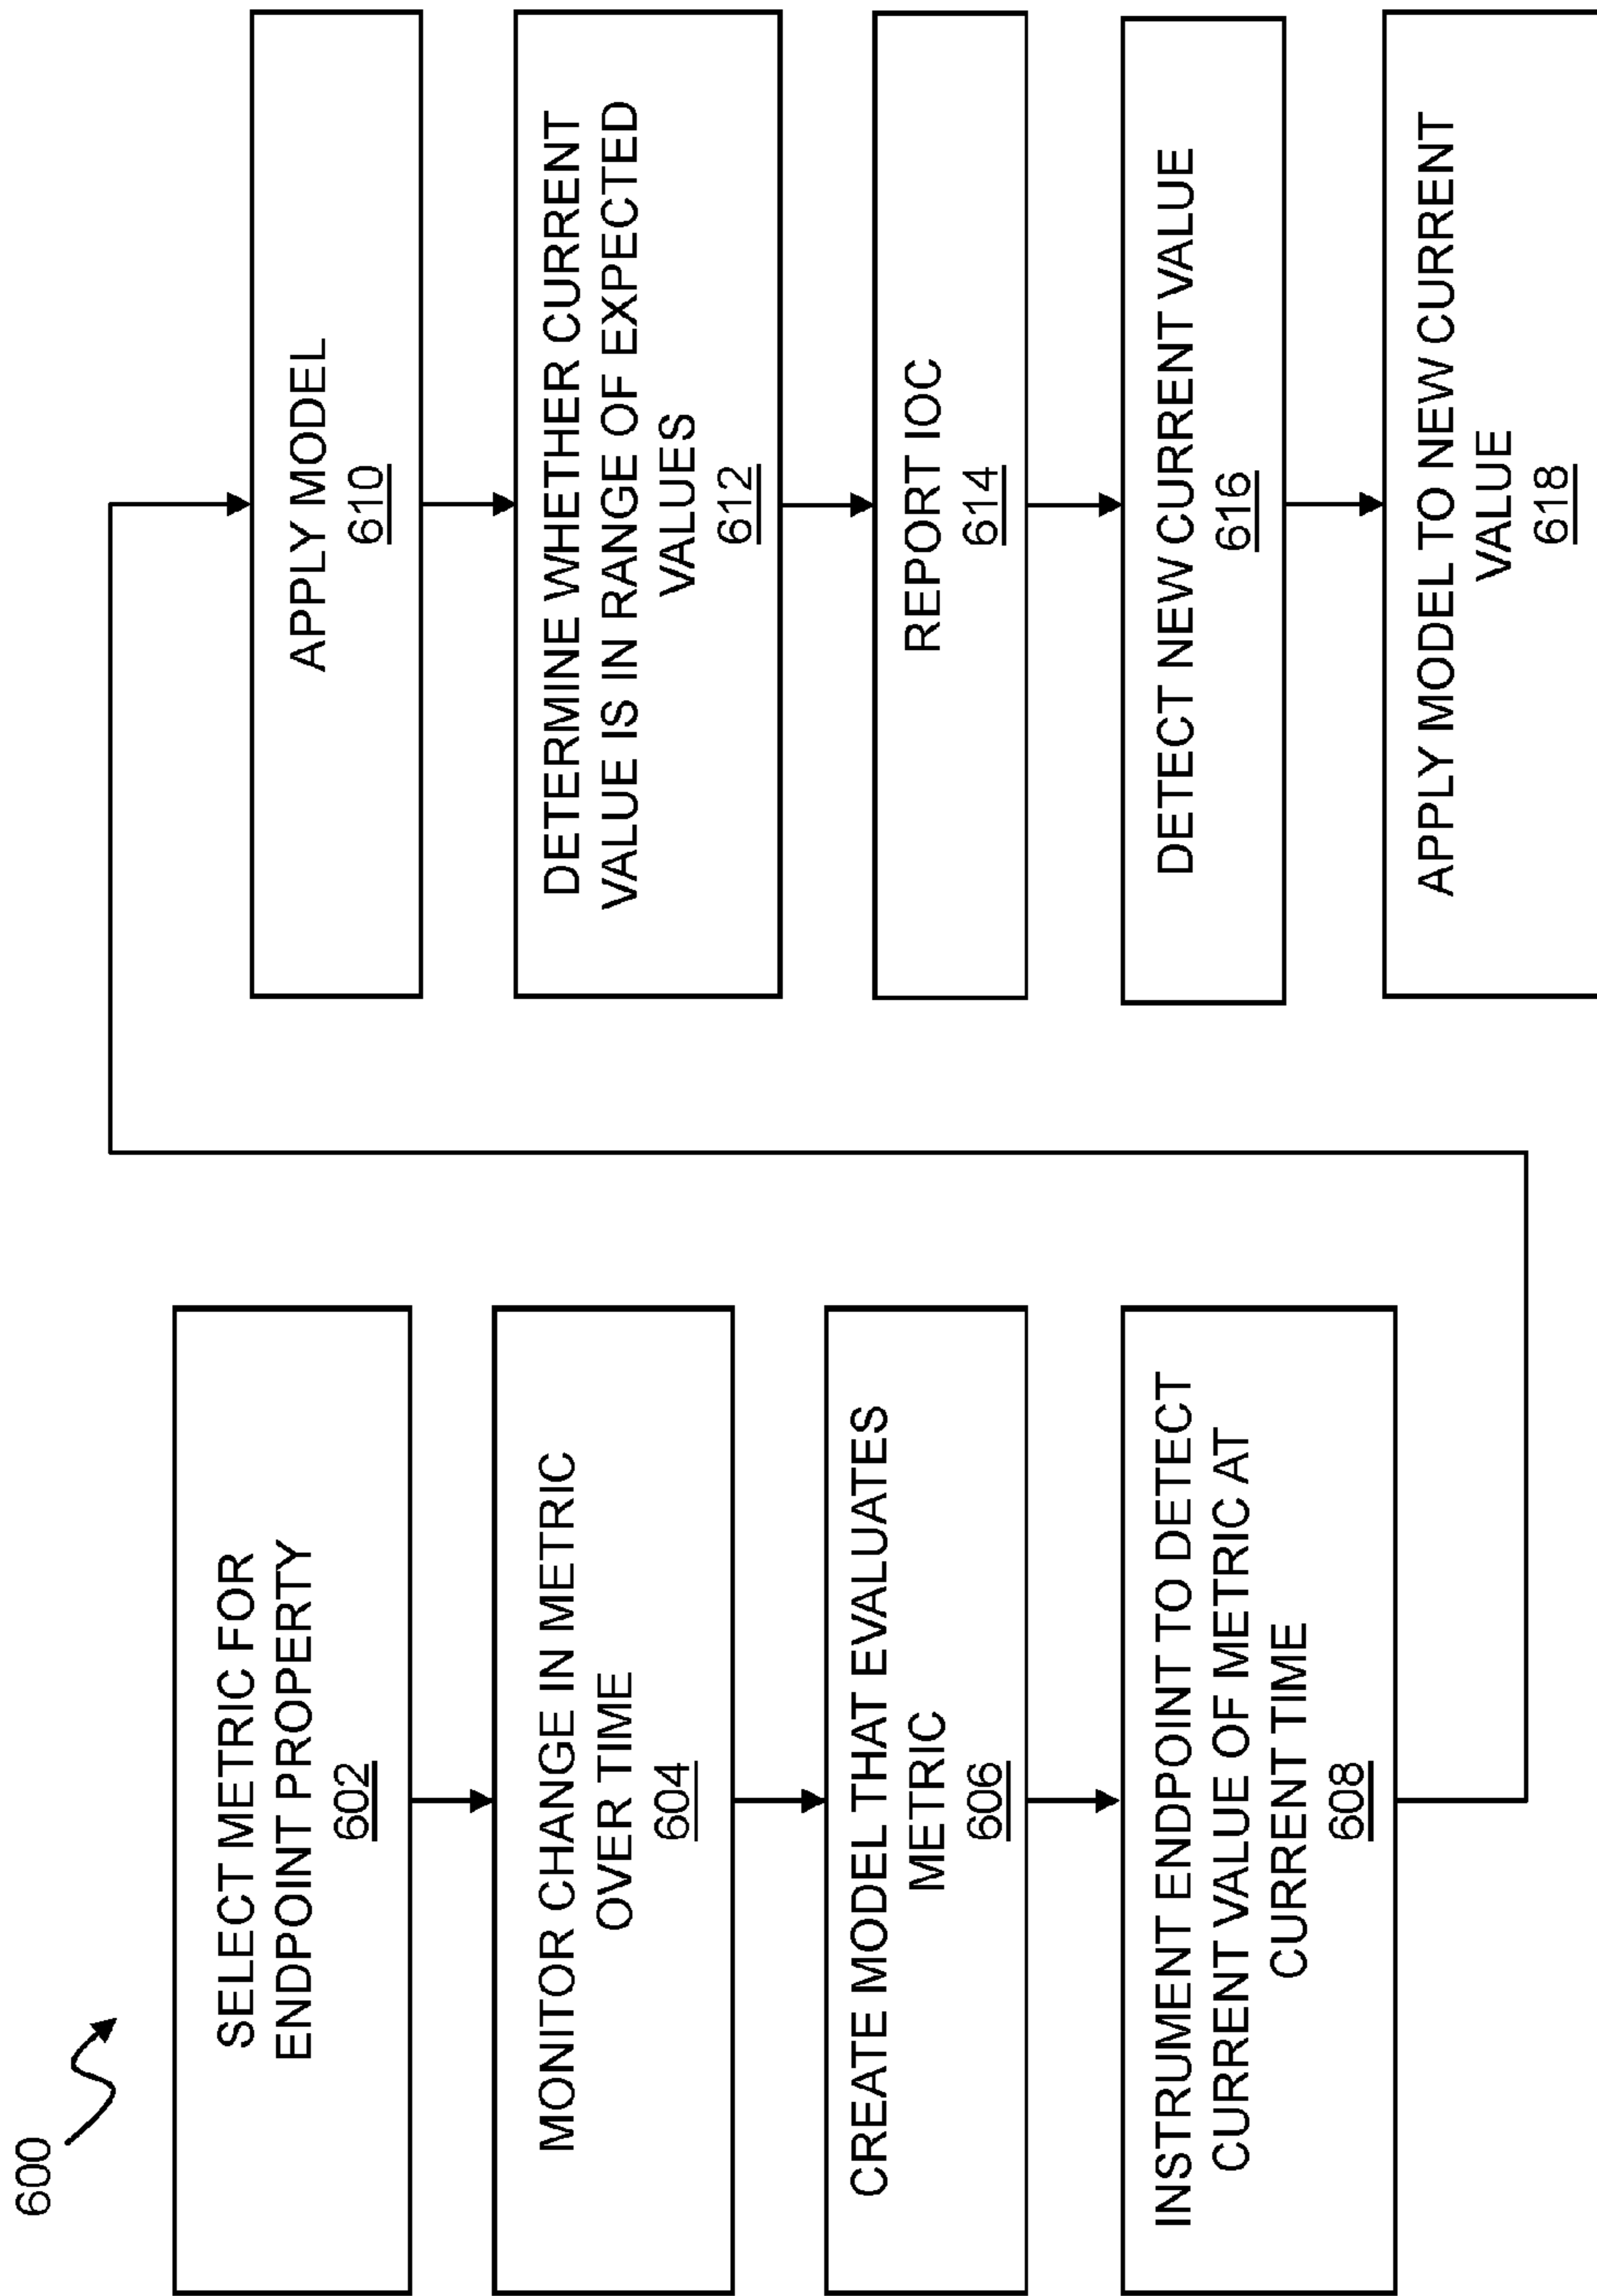 600
SELECT METRIC FOR
ENDPOINT PROPERTY
602
MONITOR CHANGE IN METRIC
OVER TIME
604
CREATE MODEL THAT EVALUATES
METRIC
606
INSTRUMENT ENDPOINT TO DETECT
CURRENT VALUE OF METRIC AT
CURRENT TIME
608
APPLY MODEL
610
DETERMINE WHETHER CURRENT
VALUE IS IN RANGE OF EXPECTED
VALUES
612
REPORT IOC
614
DETECT NEW CURRENT VALUE
616
APPLY MODEL TO NEW CURRENT
VALUE
618